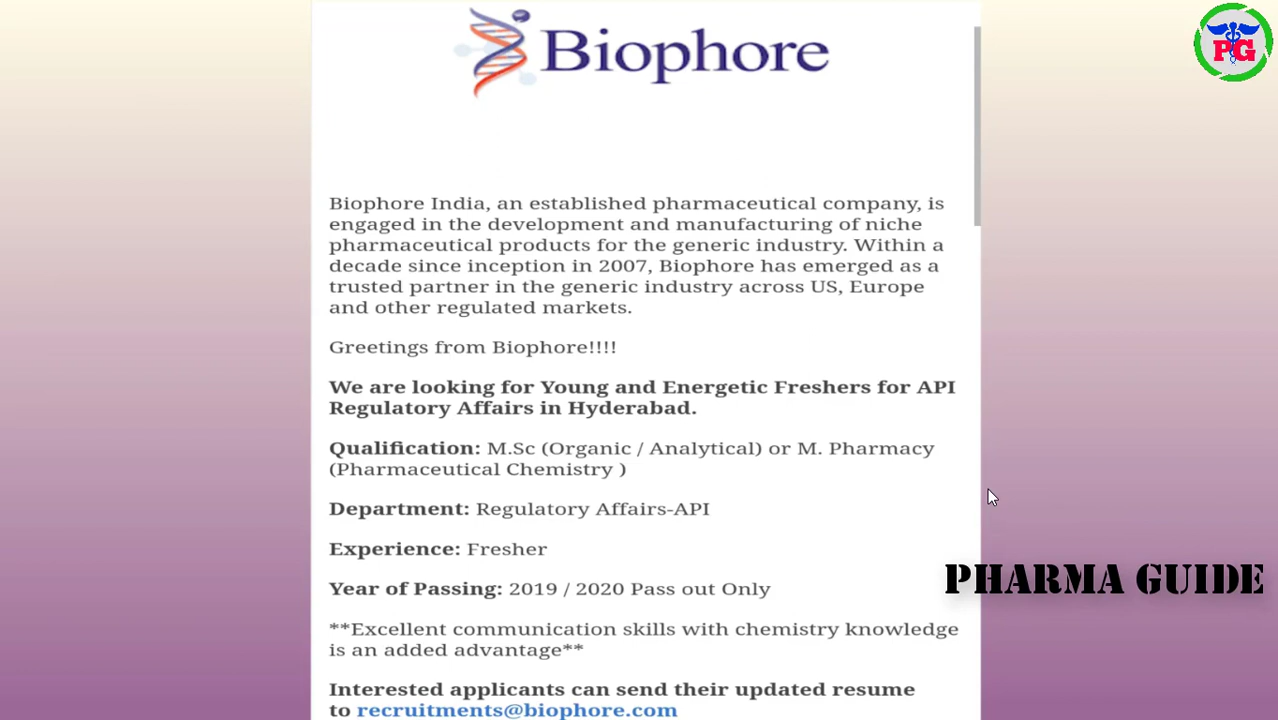 Biophore
PG
Biophore India, an established pharmaceutical company, is
engaged in the development and manufacturing of niche
pharmaceutical products for the generic industry. Within a
decade since inception in 2007, Biophore has emerged as a
trusted partner in the generic industry across US, Europe
and other regulated markets.
Greetings from Biophore!!!!
We are looking for Young and Energetic Freshers for API
Regulatory Affairs in Hyderabad.
Qualification: M.Sc (Organic / Analytical) or M. Pharmacy
(Pharmaceutical Chemistry )
Department: Regulatory Affairs-API
Experience: Fresher
PHARMA GUIDE
Year of Passing: 2019 / 2020 Pass out Only
**Excellent communication skills with chemistry knowledge
is an added advantage**
Interested applicants can send their updated resume
to recruitments@biophore.com